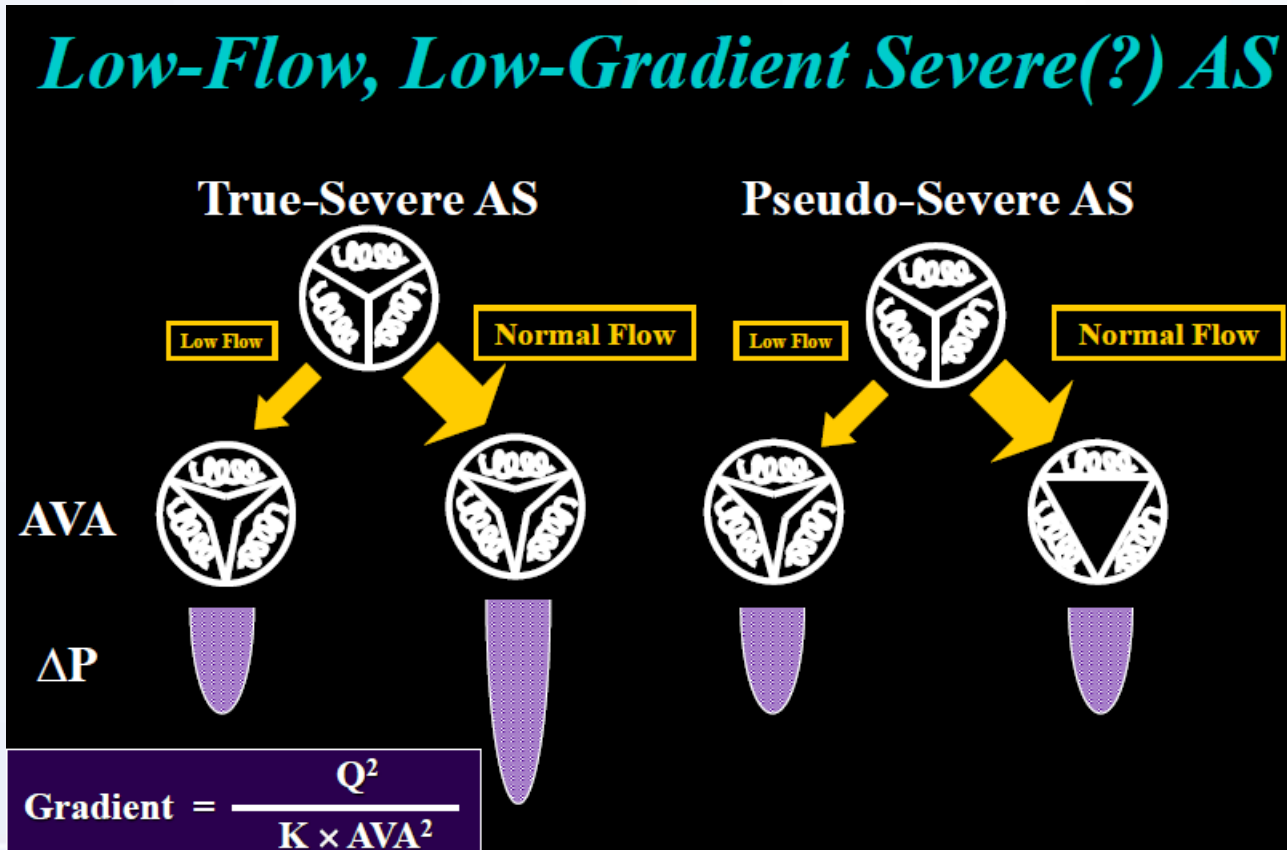 Low-Flow, Low-Gradient Severe(?) AS
True-Severe AS
Pseudo-Severe AS
Low Flow
Normal Flow
Low Flow
Normal Flow
AVA
ΔP
Gradient = Q² / K × AVA²